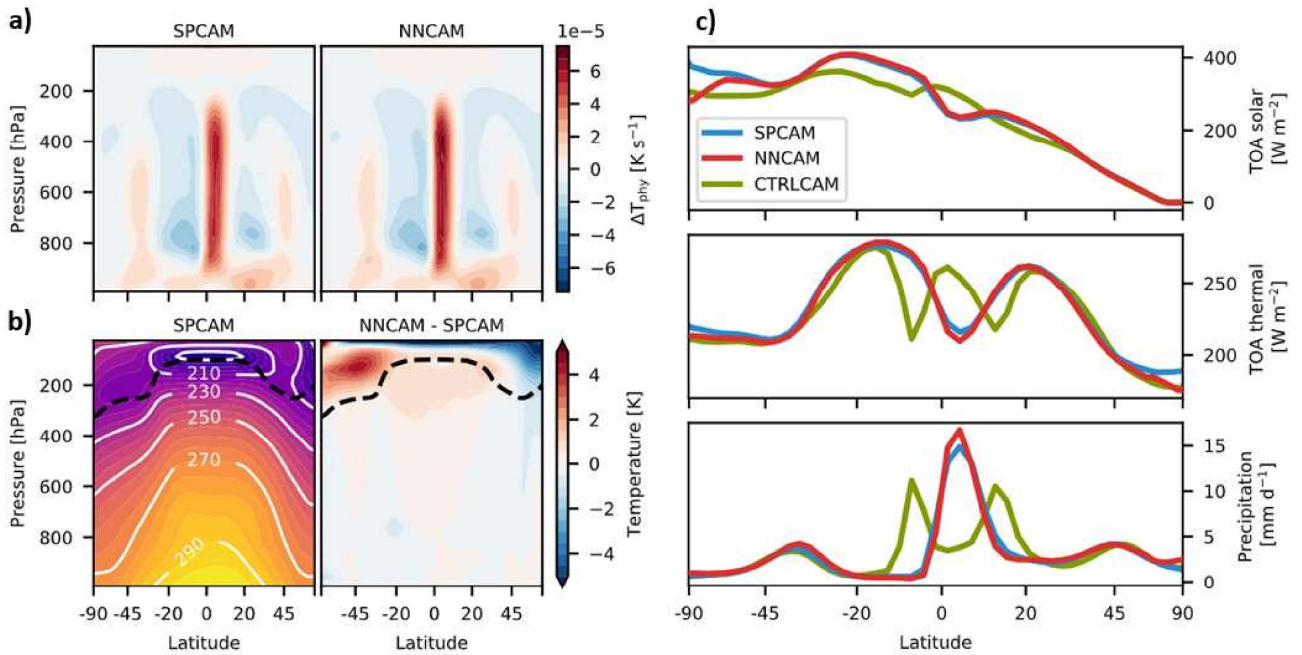 a)
SPCAM
NNCAM
1e−5
Pressure [hPa]
200
400
600
800
6
4
2
0
−2
−4
−6
ΔTphy [K s−1]
b)
SPCAM
NNCAM - SPCAM
Pressure [hPa]
200
400
600
800
210
230
250
270
290
4
2
0
−2
−4
Temperature [K]
-90 -45 -20 0 20 45
-90 -45 -20 0 20 45
Latitude
Latitude
c)
SPCAM
NNCAM
CTRLCAM
400
200
0
TOA solar
[W m−2]
250
200
TOA thermal
[W m−2]
15
10
5
0
Precipitation
[mm d−1]
-90 -45 -20 0 20 45 90
Latitude